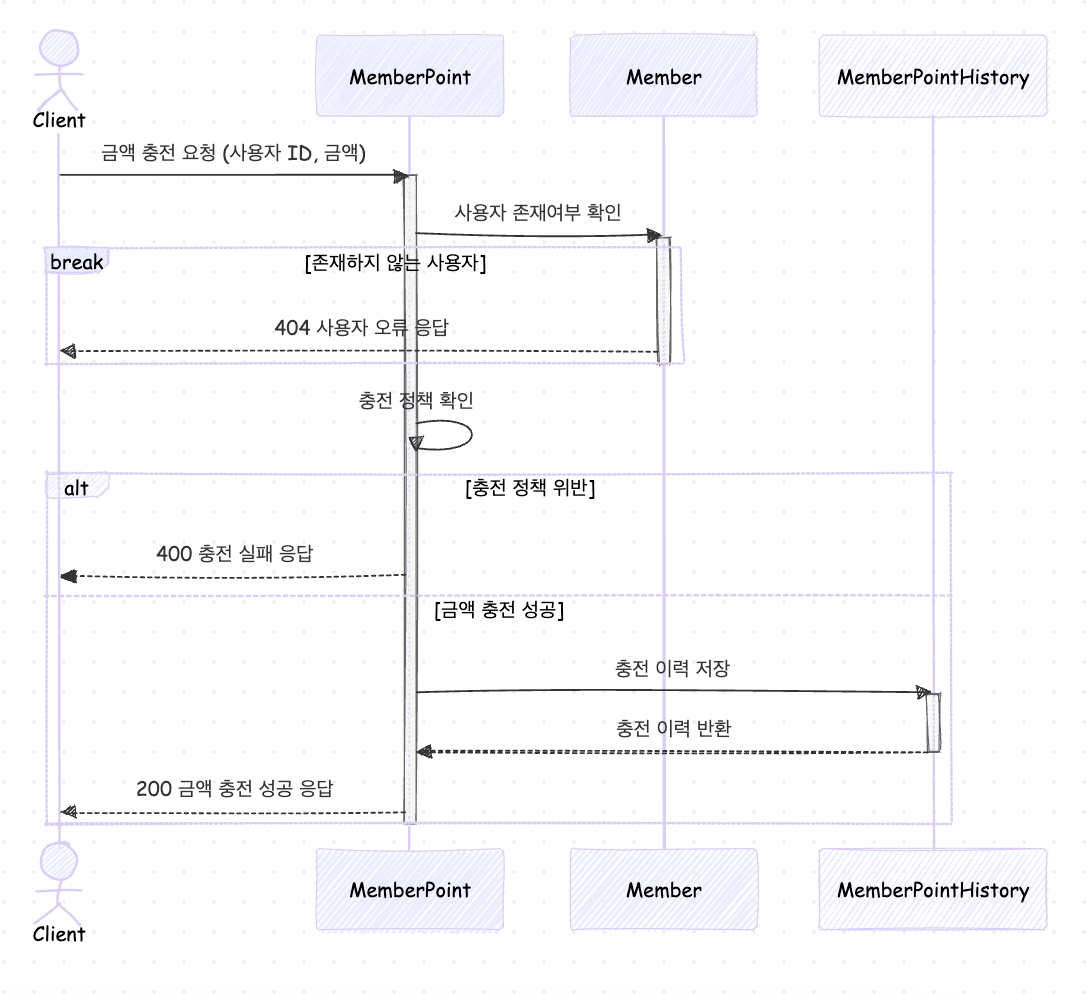 Client
MemberPoint
Member
MemberPointHistory
금액 충전 요청 (사용자 ID, 금액)
사용자 존재여부 확인
break
[존재하지 않는 사용자]
404 사용자 오류 응답
충전 정책 확인
alt
[충전 정책 위반]
400 충전 실패 응답
[금액 충전 성공]
충전 이력 저장
충전 이력 반환
200 금액 충전 성공 응답
Client
MemberPoint
Member
MemberPointHistory